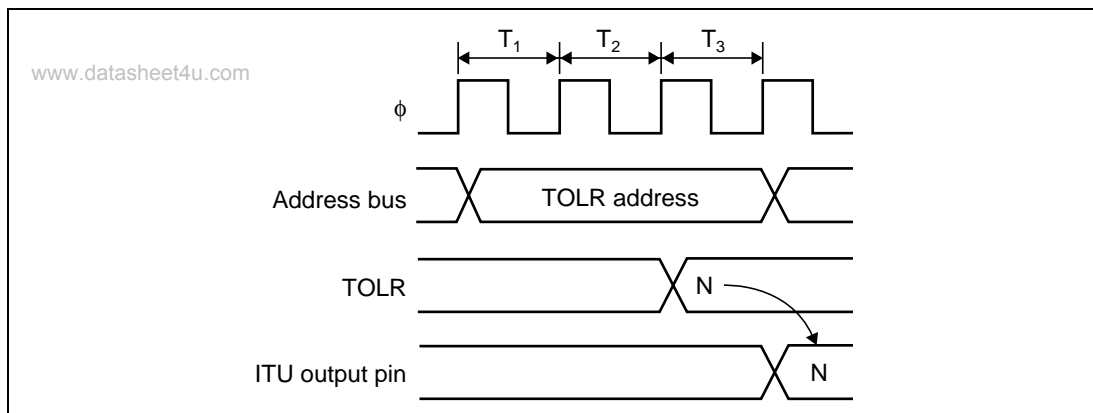 T1 T2 T3
www.datasheet4u.com
φ
Address bus TOLR address
TOLR N
ITU output pin N